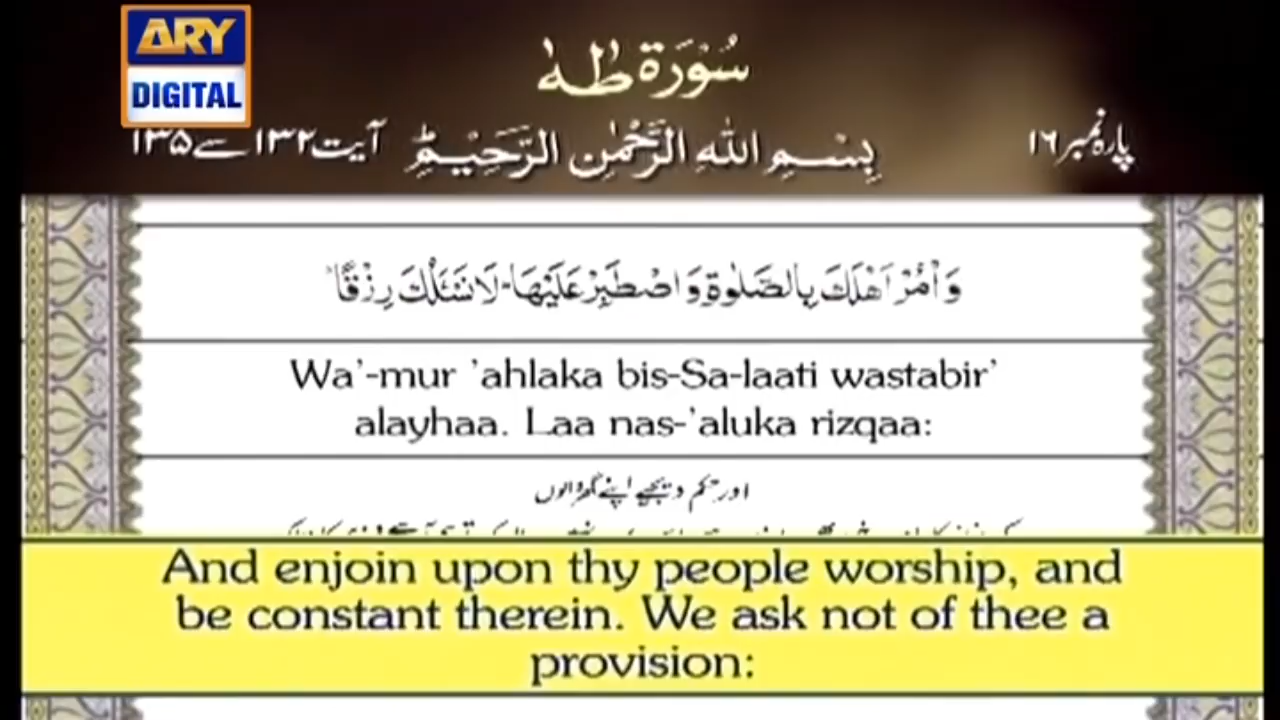 ARY
DIGITAL
سُوْرَة طٰهٰ
پارہ نمبر ۱۶
بِسْمِ اللهِ الرَّحْمٰنِ الرَّحِيْمِ
آیت ۱۳۲ سے ۱۳۵
وَأْمُرْ اَهْلَكَ بِالصَّلٰوةِ وَاصْطَبِرْ عَلَيْهَا ۖ لَا نَسْـَٔلُكَ رِزْقًا ؕ
Wa'-mur 'ahlaka bis-Sa-laati wastabir'
alayhaa. Laa nas-'aluka rizqaa:
اور حکم دیجیے اپنے گھر والوں
And enjoin upon thy people worship, and
be constant therein. We ask not of thee a
provision: